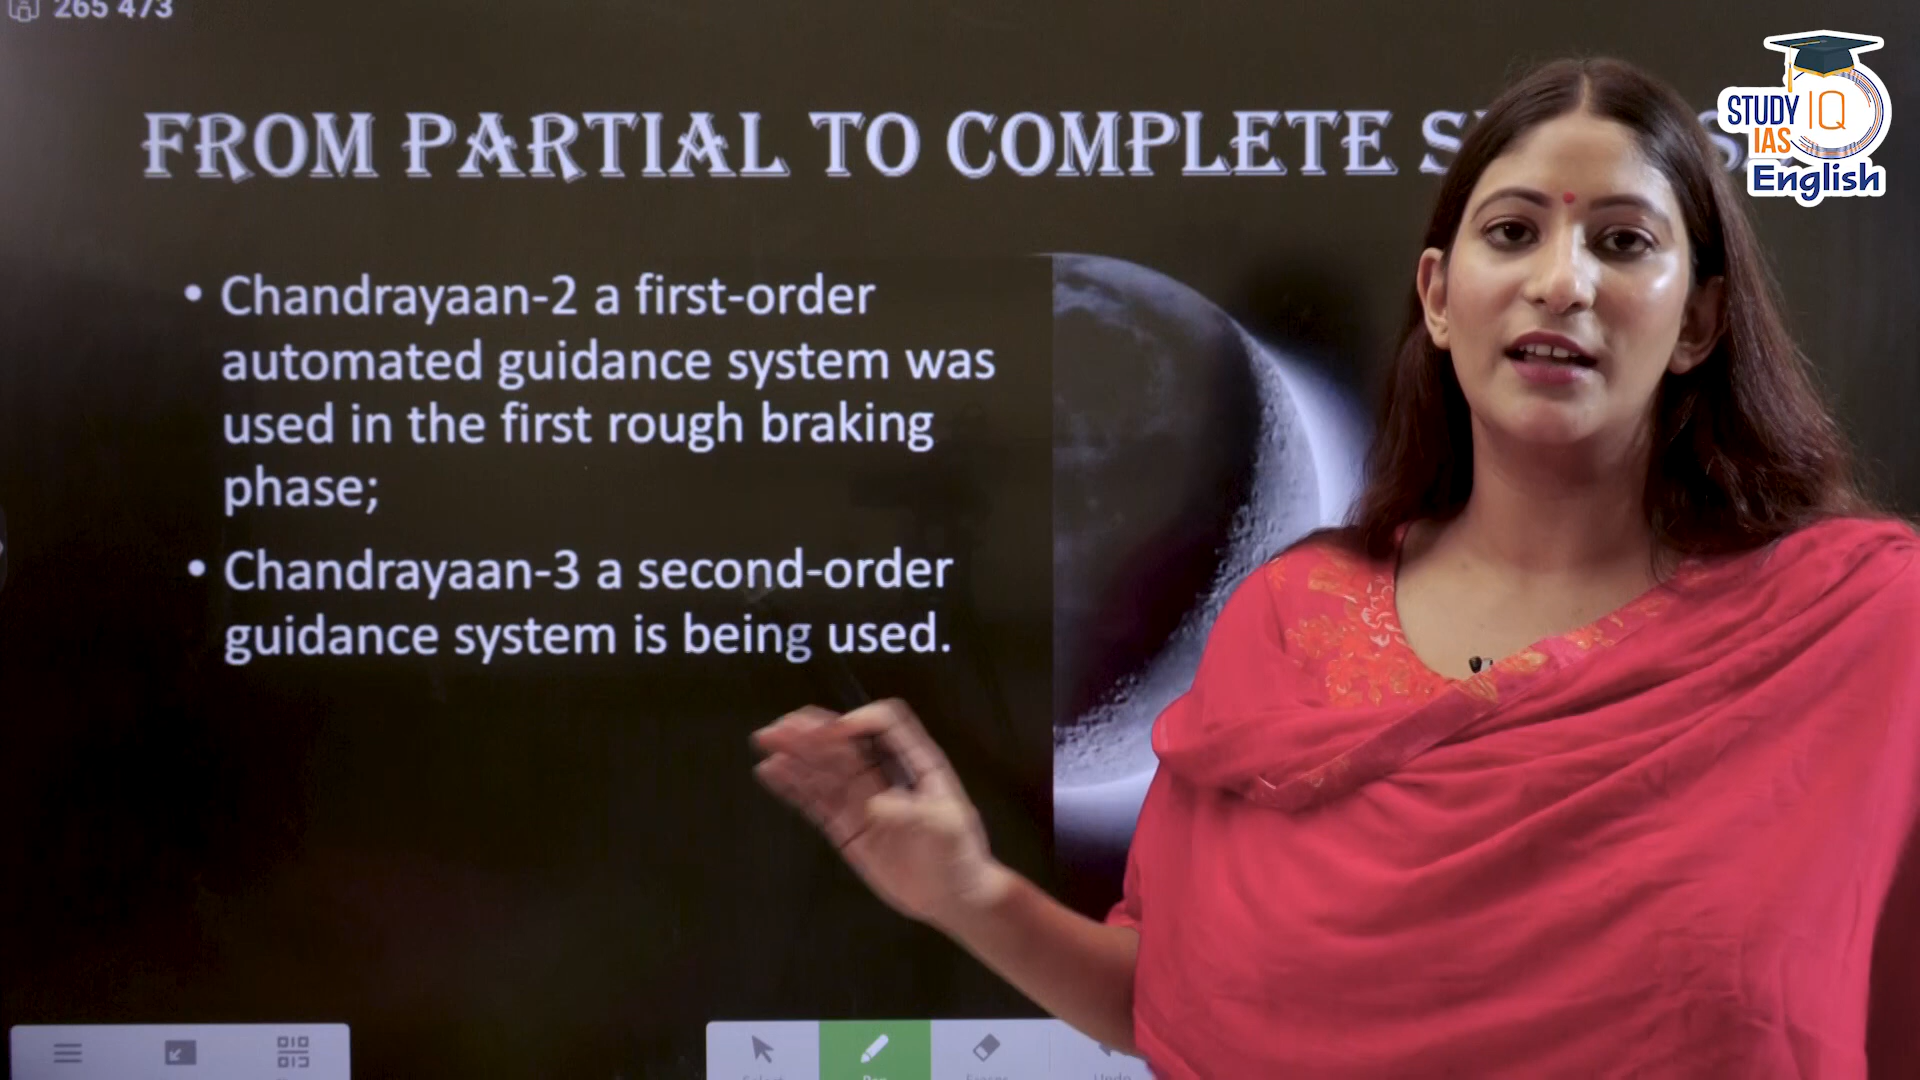 265 473
FROM PARTIAL TO COMPLETE
STUDY IQ
IAS
English
• Chandrayaan-2 a first-order
automated guidance system was
used in the first rough braking
phase;
• Chandrayaan-3 a second-order
guidance system is being used.